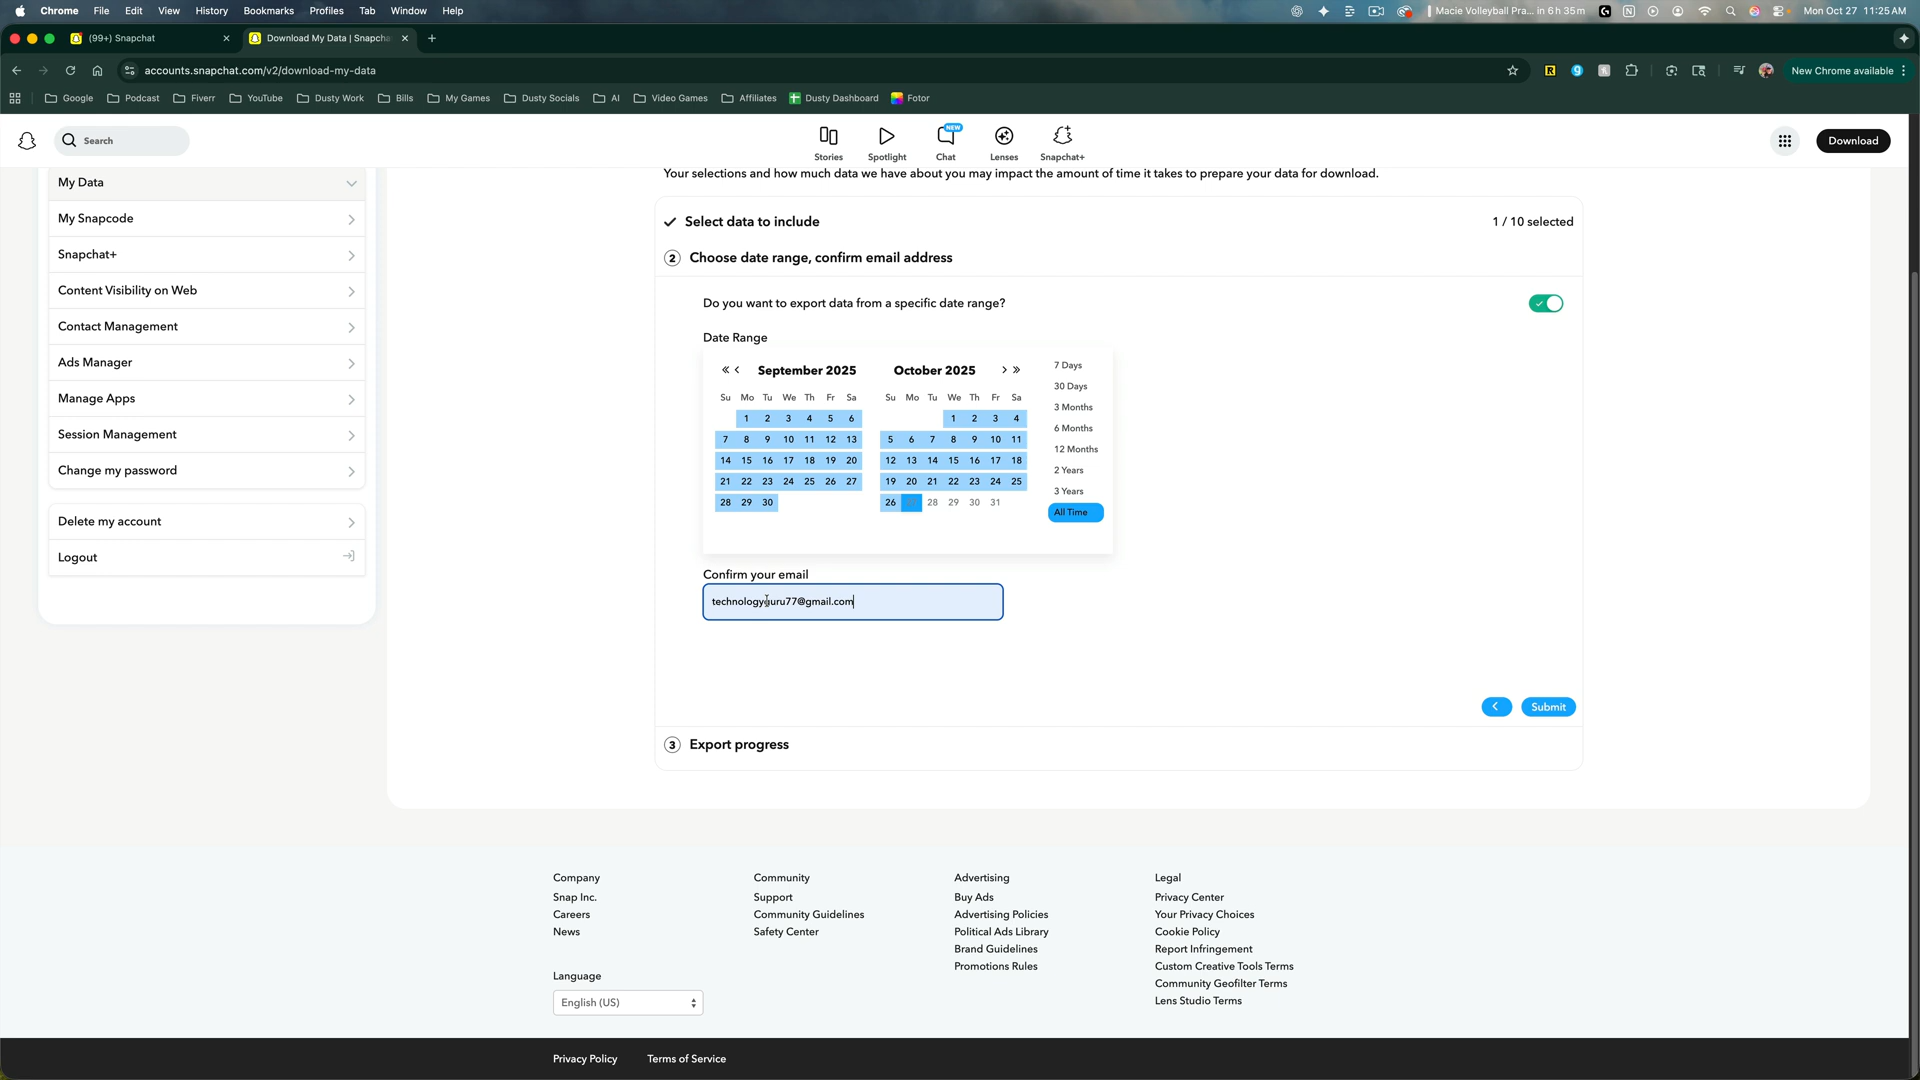 Chrome File Edit View History Bookmarks Profiles Tab Window Help Macie Volleyball Pra... in 6 h 35 m Mon Oct 27 11:25 AM
(99+) Snapchat Download My Data | Snapcha
accounts.snapchat.com/v2/download-my-data New Chrome available
Google Podcast Fiverr YouTube Dusty Work Bills My Games Dusty Socials AI Video Games Affiliates Dusty Dashboard Fotor
NEW
Search Stories Spotlight Chat Lenses Snapchat+ Download
My Data
My Snapcode
Snapchat+
Content Visibility on Web
Contact Management
Ads Manager
Manage Apps
Session Management
Change my password
Delete my account
Logout
Your selections and how much data we have about you may impact the amount of time it takes to prepare your data for download.
Select data to include 1 / 10 selected
2 Choose date range, confirm email address
Do you want to export data from a specific date range?
Date Range
« ‹ September 2025 October 2025 › »
Su Mo Tu We Th Fr Sa Su Mo Tu We Th Fr Sa
1 2 3 4 5 6 1 2 3 4
7 8 9 10 11 12 13 5 6 7 8 9 10 11
14 15 16 17 18 19 20 12 13 14 15 16 17 18
21 22 23 24 25 26 27 19 20 21 22 23 24 25
28 29 30 26 28 29 30 31
7 Days
30 Days
3 Months
6 Months
12 Months
2 Years
3 Years
All Time
Confirm your email
technologyguru77@gmail.com
Submit
3 Export progress
Company
Snap Inc.
Careers
News
Community
Support
Community Guidelines
Safety Center
Advertising
Buy Ads
Advertising Policies
Political Ads Library
Brand Guidelines
Promotions Rules
Legal
Privacy Center
Your Privacy Choices
Cookie Policy
Report Infringement
Custom Creative Tools Terms
Community Geofilter Terms
Lens Studio Terms
Language
English (US)
Privacy Policy Terms of Service